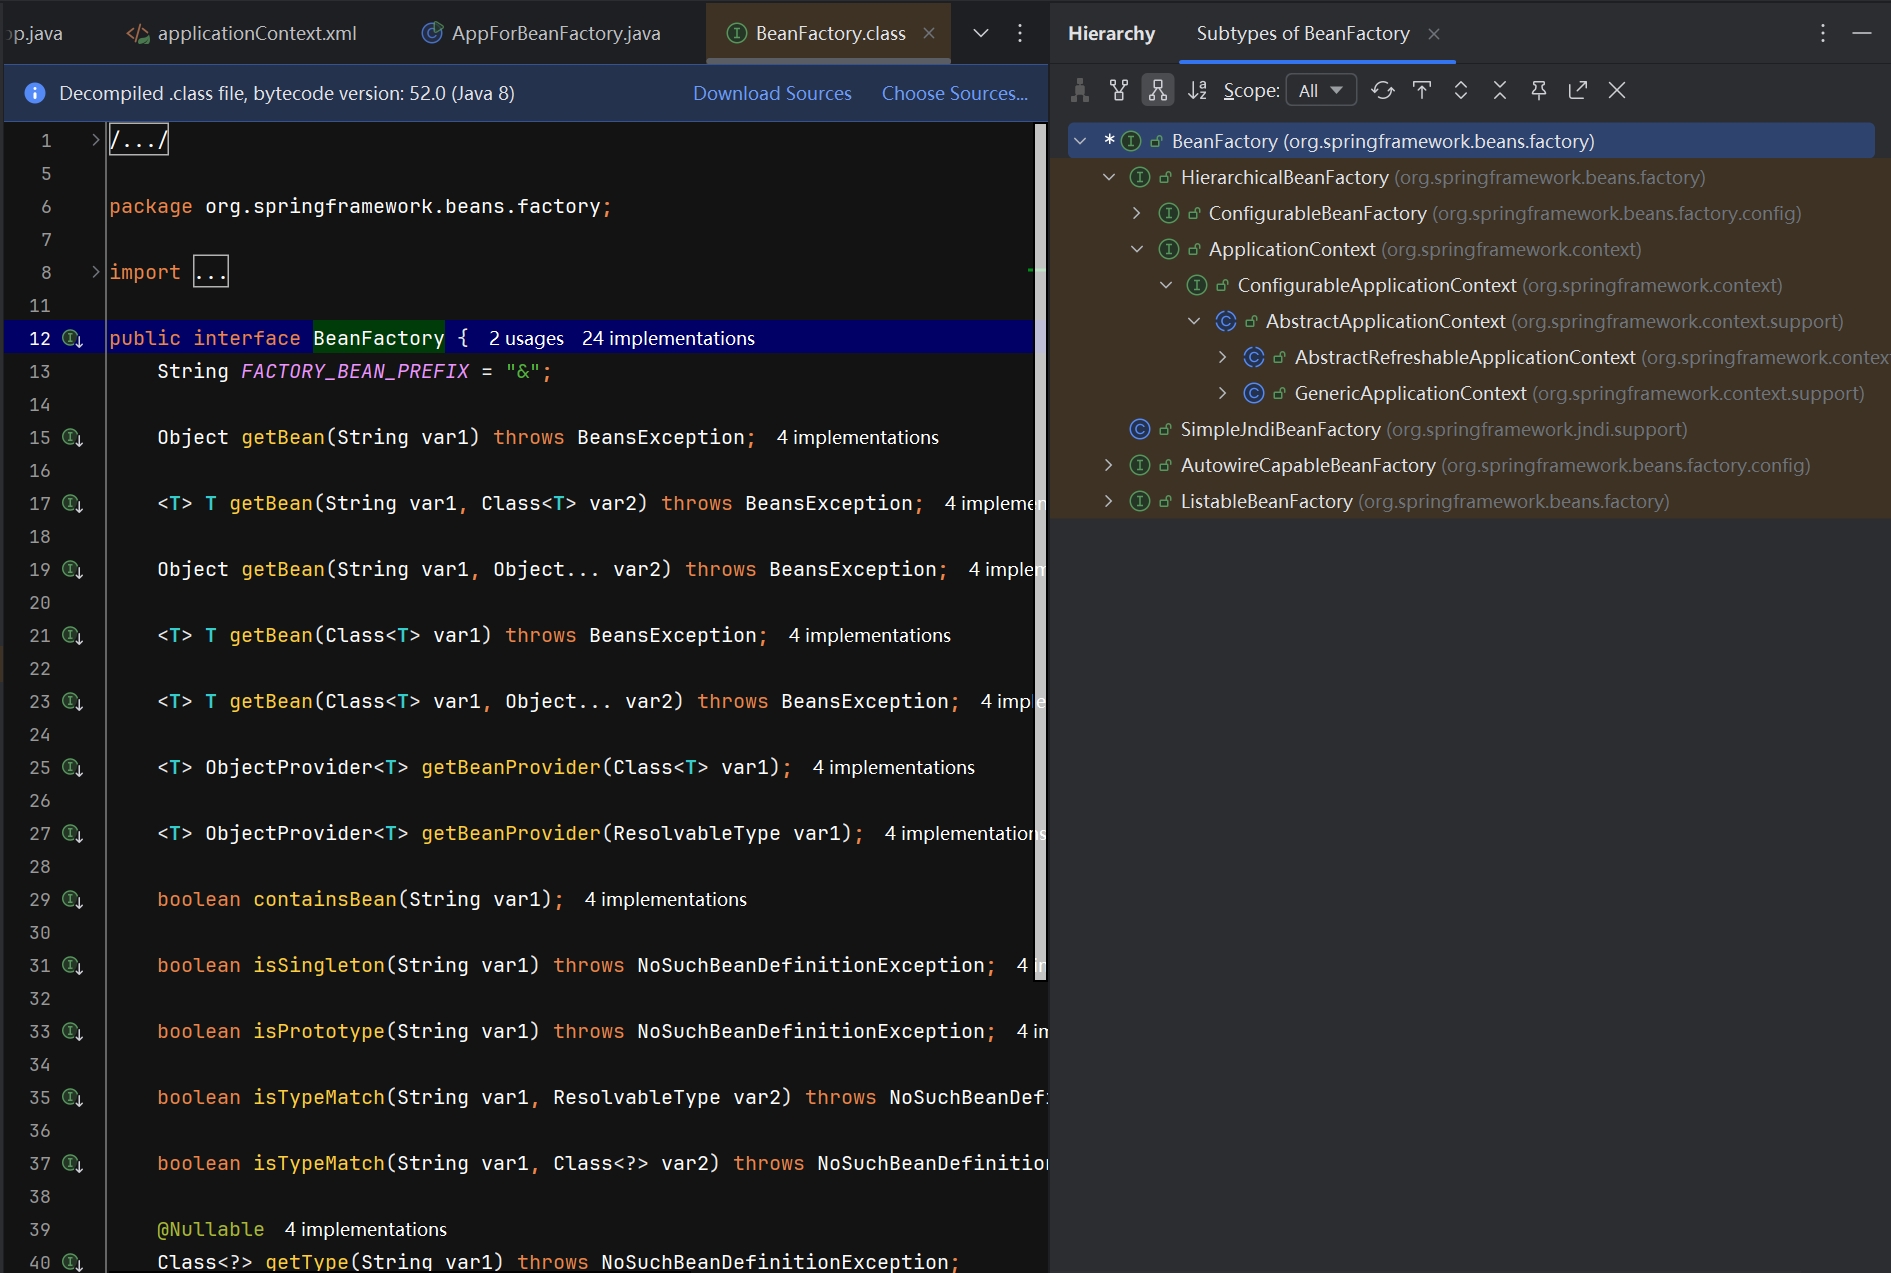 op.java
applicationContext.xml
AppForBeanFactory.java
BeanFactory.class
Decompiled .class file, bytecode version: 52.0 (Java 8)
Download Sources
Choose Sources...
1 /.../
5
6 package org.springframework.beans.factory;
7
8 import ...
11
12 public interface BeanFactory { 2 usages 24 implementations
13 String FACTORY_BEAN_PREFIX = "&";
14
15 Object getBean(String var1) throws BeansException; 4 implementations
16
17 <T> T getBean(String var1, Class<T> var2) throws BeansException; 4 implemen
18
19 Object getBean(String var1, Object... var2) throws BeansException; 4 implem
20
21 <T> T getBean(Class<T> var1) throws BeansException; 4 implementations
22
23 <T> T getBean(Class<T> var1, Object... var2) throws BeansException; 4 imple
24
25 <T> ObjectProvider<T> getBeanProvider(Class<T> var1); 4 implementations
26
27 <T> ObjectProvider<T> getBeanProvider(ResolvableType var1); 4 implementations
28
29 boolean containsBean(String var1); 4 implementations
30
31 boolean isSingleton(String var1) throws NoSuchBeanDefinitionException; 4 in
32
33 boolean isPrototype(String var1) throws NoSuchBeanDefinitionException; 4 im
34
35 boolean isTypeMatch(String var1, ResolvableType var2) throws NoSuchBeanDef
36
37 boolean isTypeMatch(String var1, Class<?> var2) throws NoSuchBeanDefinitio
38
39 @Nullable 4 implementations
40 Class<?> getType(String var1) throws NoSuchBeanDefinitionException;
Hierarchy
Subtypes of BeanFactory
Scope: All
* BeanFactory (org.springframework.beans.factory)
HierarchicalBeanFactory (org.springframework.beans.factory)
ConfigurableBeanFactory (org.springframework.beans.factory.config)
ApplicationContext (org.springframework.context)
ConfigurableApplicationContext (org.springframework.context)
AbstractApplicationContext (org.springframework.context.support)
AbstractRefreshableApplicationContext (org.springframework.contex
GenericApplicationContext (org.springframework.context.support)
SimpleJndiBeanFactory (org.springframework.jndi.support)
AutowireCapableBeanFactory (org.springframework.beans.factory.config)
ListableBeanFactory (org.springframework.beans.factory)